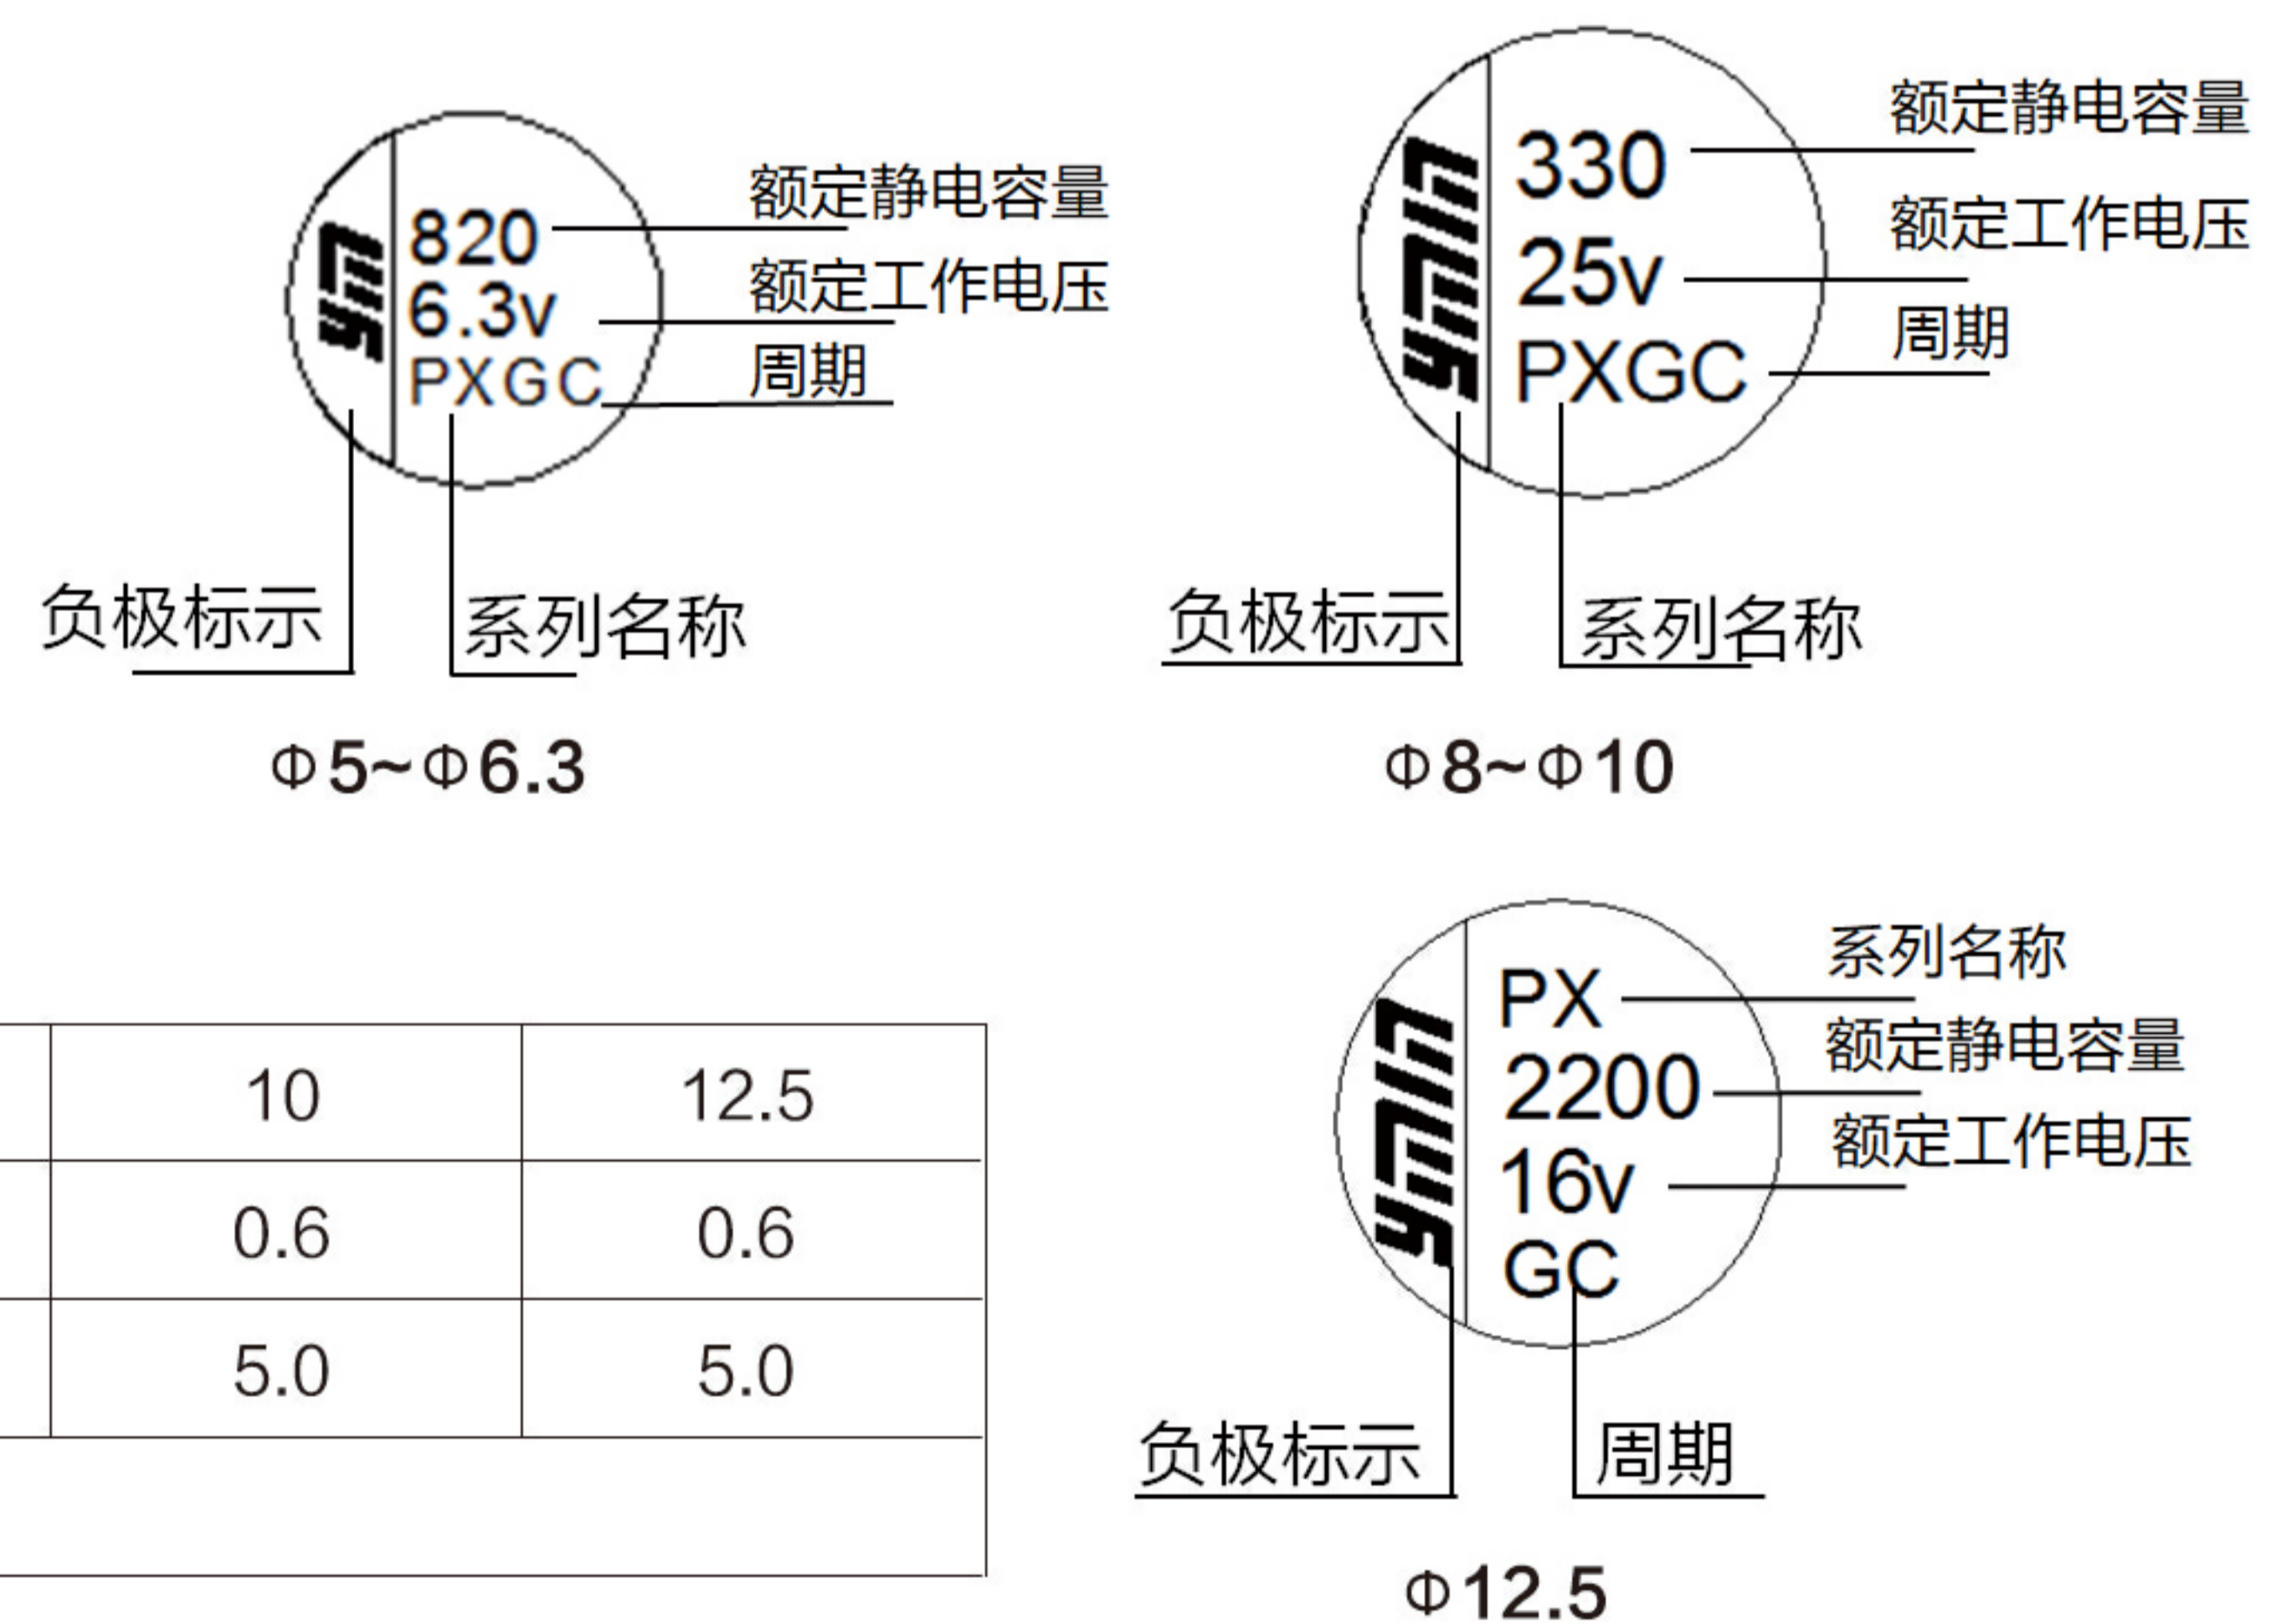 ymin
820
6.3v
PXGC
额定静电容量
额定工作电压
周期
负极标示
系列名称
Φ5~Φ6.3
ymin
330
25v
PXGC
额定静电容量
额定工作电压
周期
负极标示
系列名称
Φ8~Φ10
10 12.5
0.6 0.6
5.0 5.0
ymin
PX
2200
16v
GC
系列名称
额定静电容量
额定工作电压
负极标示
周期
Φ12.5